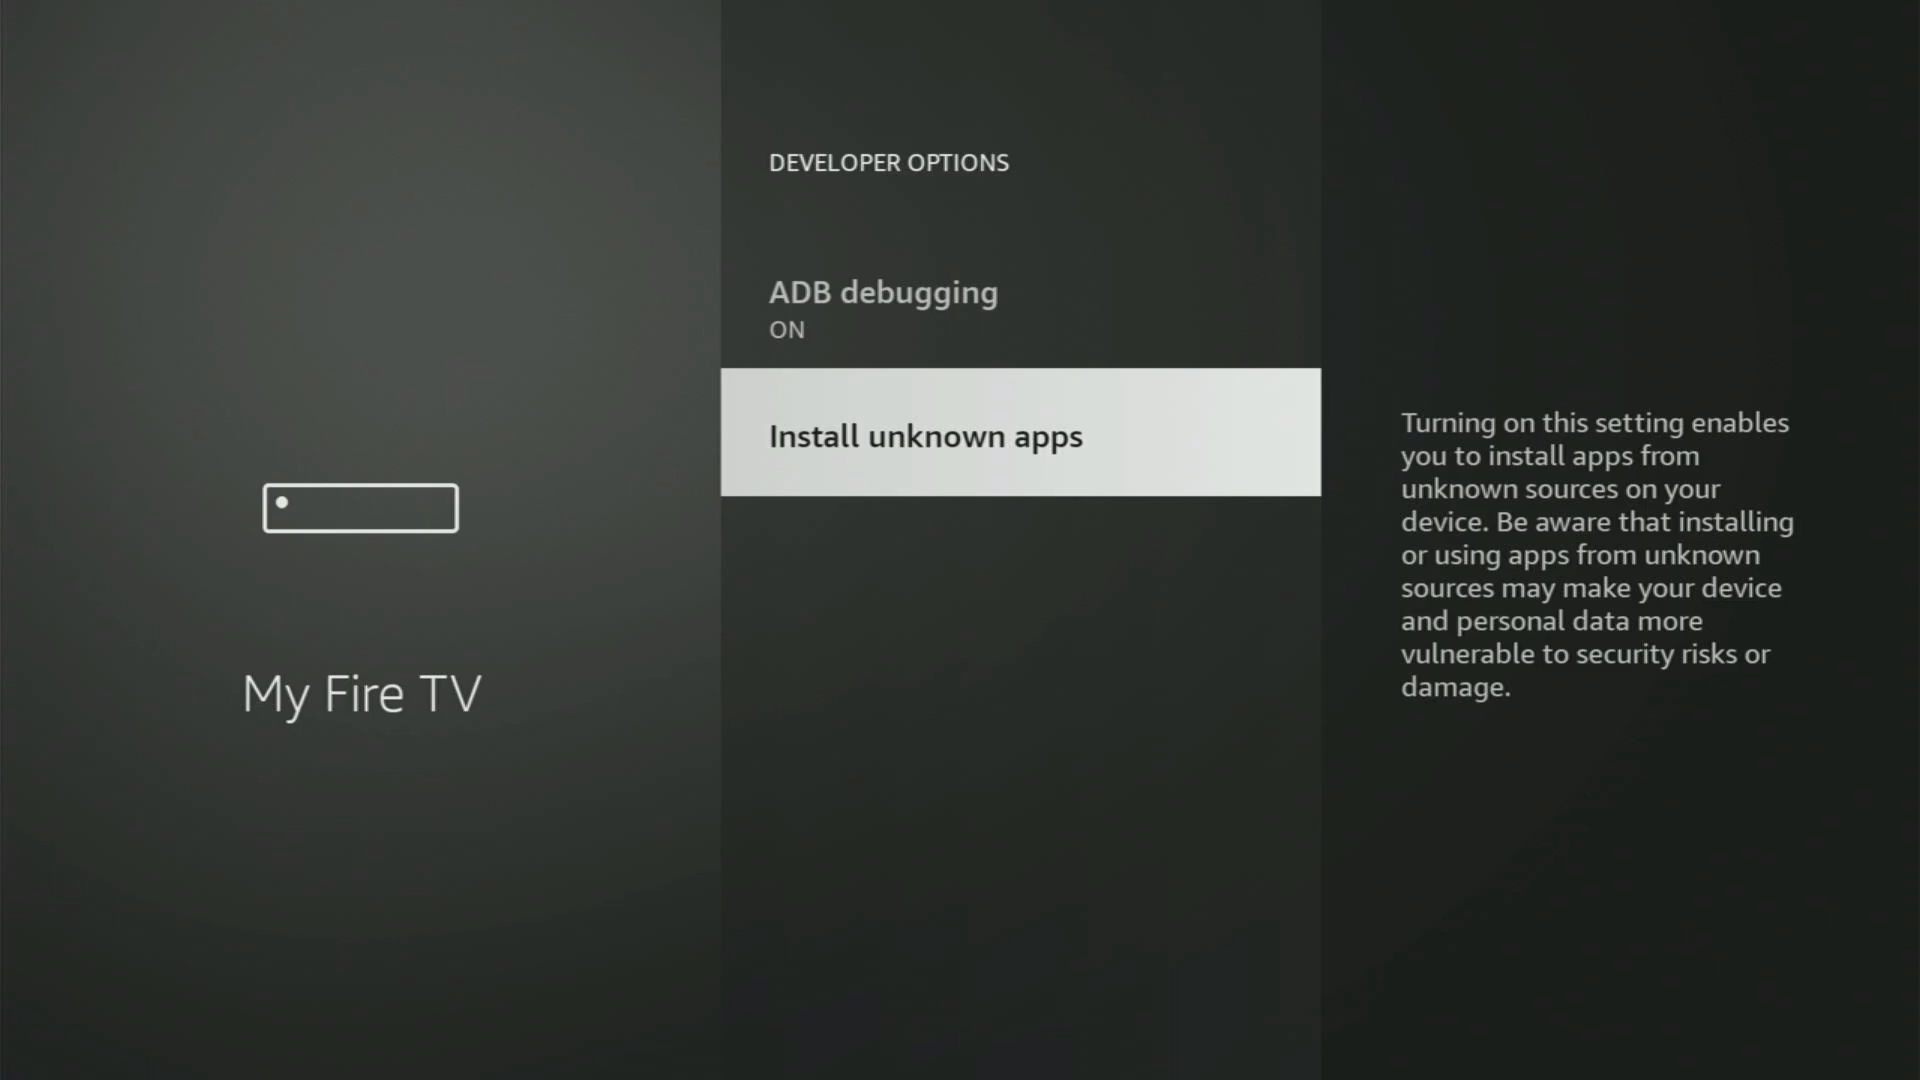 DEVELOPER OPTIONS
ADB debugging
ON
Install unknown apps
My Fire TV
Turning on this setting enables
you to install apps from
unknown sources on your
device. Be aware that installing
or using apps from unknown
sources may make your device
and personal data more
vulnerable to security risks or
damage.